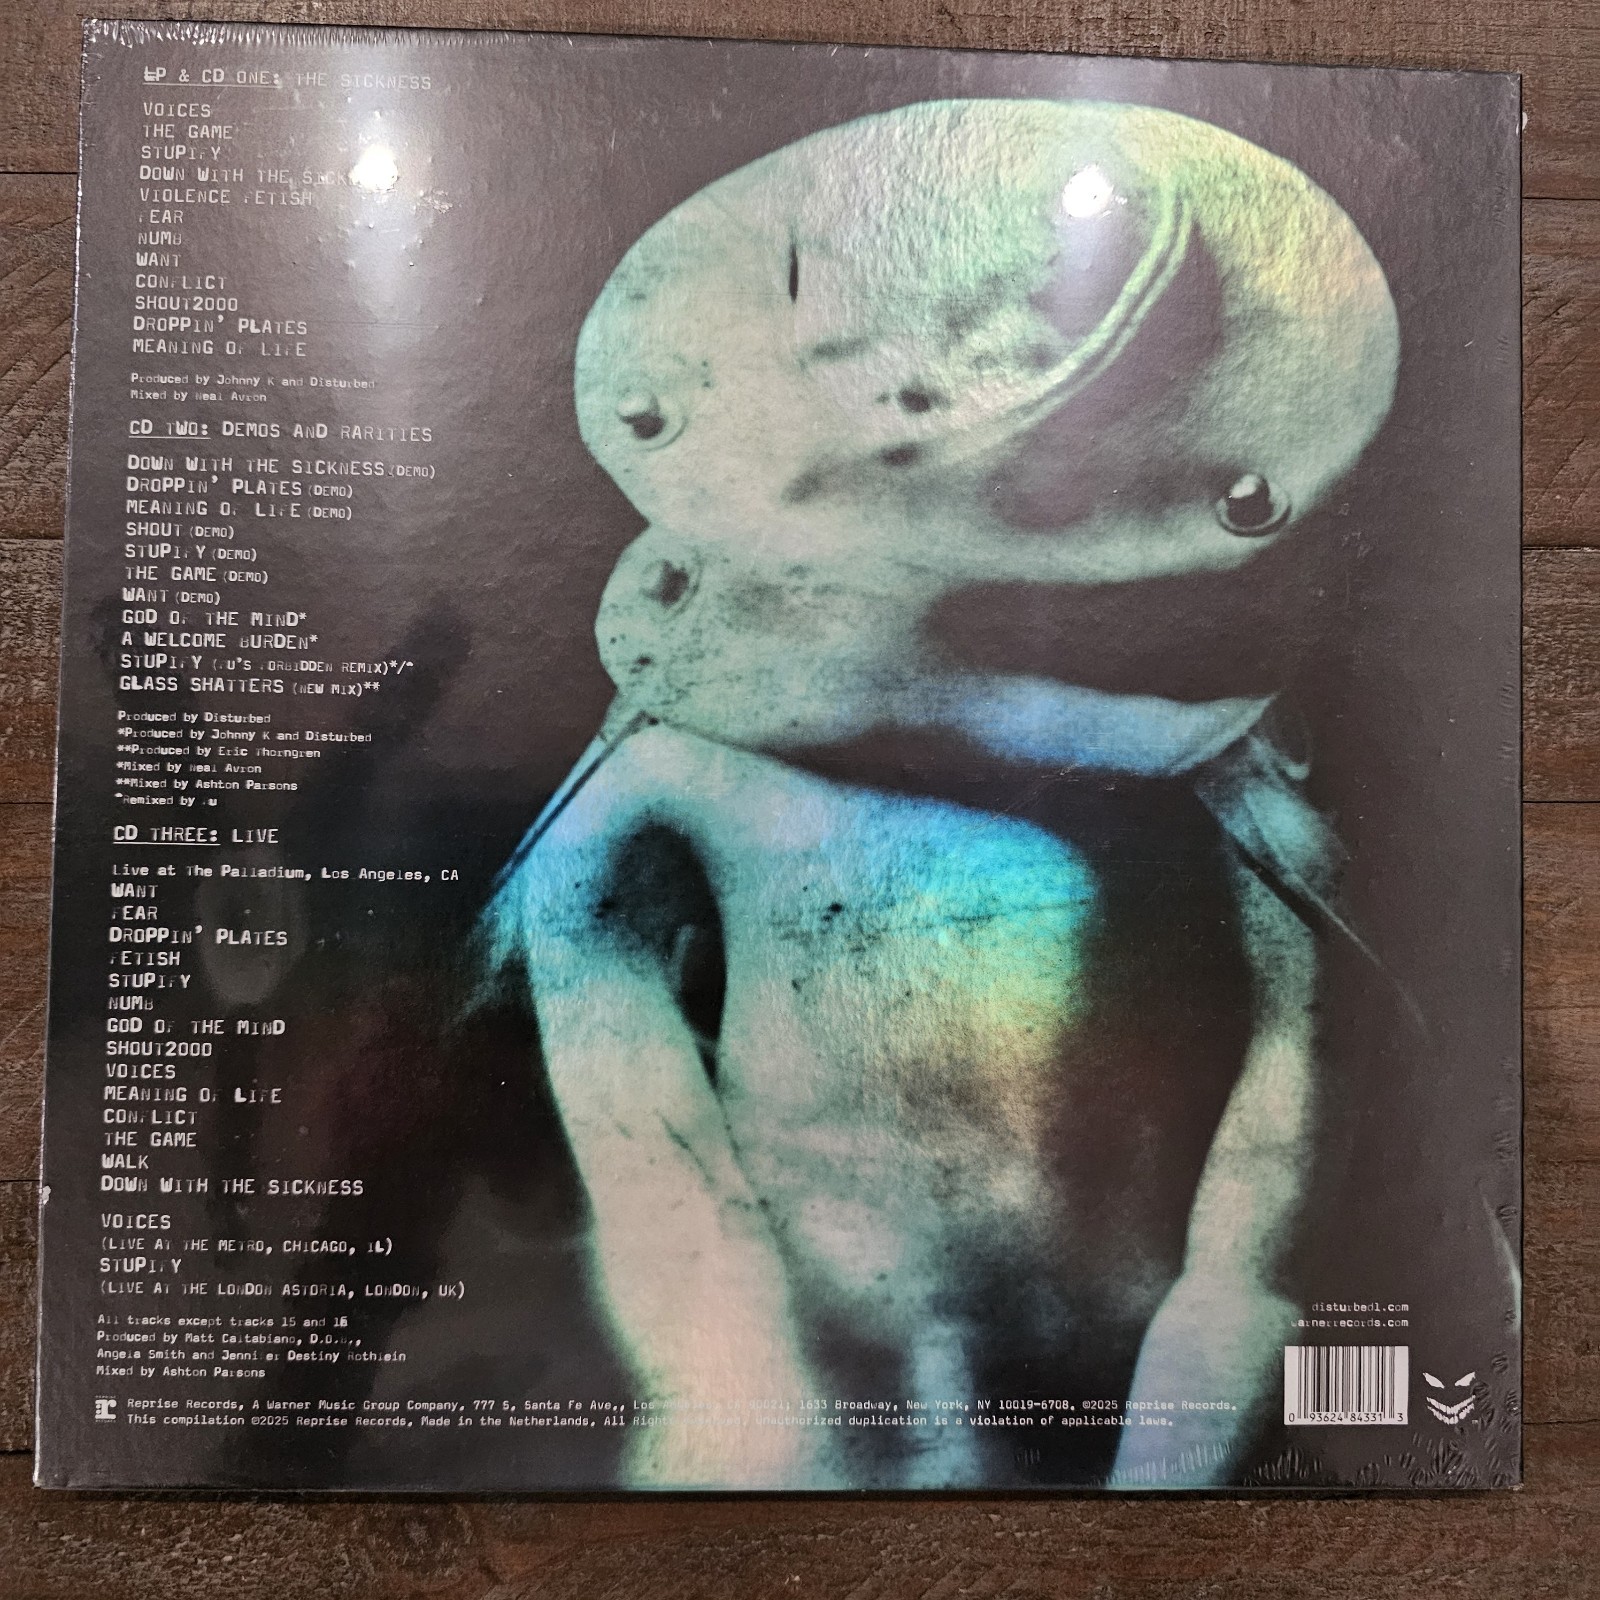 LP & CD ONE: THE SICKNESS
VOICES
THE GAME
STUPIFY
DOWN WITH THE SICKNESS
VIOLENCE FETISH
FEAR
NUMB
WANT
CONFLICT
SHOUT2000
DROPPIN' PLATES
MEANING OF LIFE
Produced by Johnny K and Disturbed
Mixed by Neal Avron
CD TWO: DEMOS AND RARITIES
DOWN WITH THE SICKNESS (DEMO)
DROPPIN' PLATES (DEMO)
MEANING OF LIFE (DEMO)
SHOUT (DEMO)
STUPIFY (DEMO)
THE GAME (DEMO)
WANT (DEMO)
GOD OF THE MIND*
A WELCOME BURDEN*
STUPIFY (FU'S FORBIDDEN REMIX)*/^
GLASS SHATTERS (NEW MIX)**
Produced by Disturbed
*Produced by Johnny K and Disturbed
**Produced by Eric Thorngren
*Mixed by Neal Avron
**Mixed by Ashton Parsons
^Remixed by Fu
CD THREE: LIVE
Live at The Palladium, Los Angeles, CA
WANT
FEAR
DROPPIN' PLATES
FETISH
STUPIFY
NUMB
GOD OF THE MIND
SHOUT2000
VOICES
MEANING OF LIFE
CONFLICT
THE GAME
WALK
DOWN WITH THE SICKNESS
VOICES
(LIVE AT THE METRO, CHICAGO, IL)
STUPIFY
(LIVE AT THE LONDON ASTORIA, LONDON, UK)
All tracks except tracks 15 and 16
Produced by Matt Caltabiano, D.O.B.,
Angela Smith and Jennifer Destiny Rothlein
Mixed by Ashton Parsons
disturbed1.com
warnerrecords.com
Reprise Records, A Warner Music Group Company. 777 S. Santa Fe Ave., Los Angeles, CA 90021; 1633 Broadway, New York, NY 10019-6708. ©2025 Reprise Records.
This compilation ℗2025 Reprise Records. Made in the Netherlands. All Rights Reserved. Unauthorized duplication is a violation of applicable laws.
0 93624 84331 3